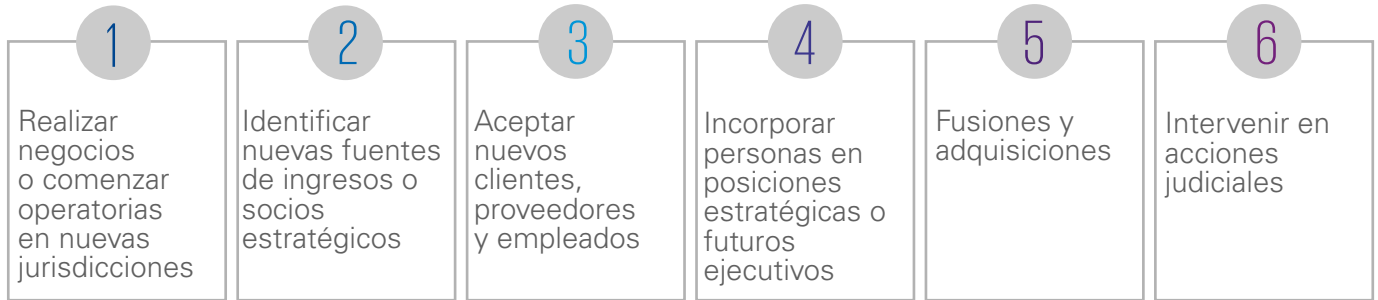 1
Realizar
negocios
o comenzar
operatorias
en nuevas
jurisdicciones
2
Identificar
nuevas fuentes
de ingresos o
socios
estratégicos
3
Aceptar
nuevos
clientes,
proveedores
y empleados
4
Incorporar
personas en
posiciones
estratégicas o
futuros
ejecutivos
5
Fusiones y
adquisiciones
6
Intervenir en
acciones
judiciales